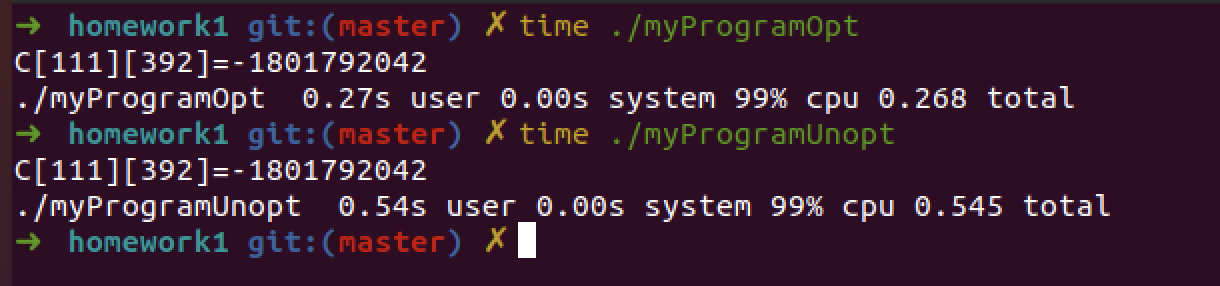 ➜ homework1 git:(master) ✗ time ./myProgramOpt
C[111][392]=-1801792042
./myProgramOpt  0.27s user 0.00s system 99% cpu 0.268 total
➜ homework1 git:(master) ✗ time ./myProgramUnopt
C[111][392]=-1801792042
./myProgramUnopt  0.54s user 0.00s system 99% cpu 0.545 total
➜ homework1 git:(master) ✗